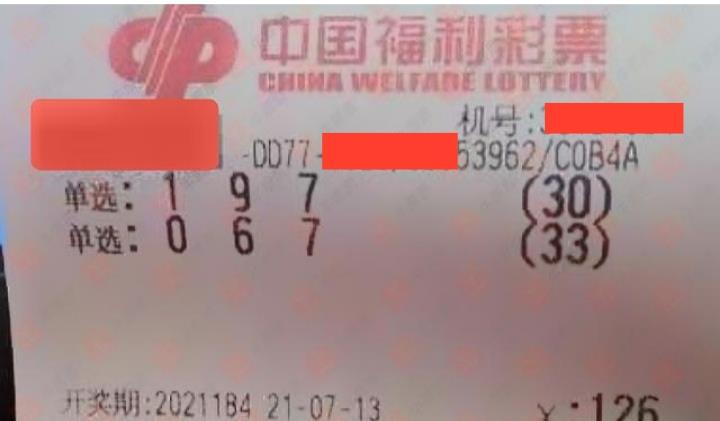 中国福利彩票
CHINA WELFARE LOTTERY
机号:
-DD77- 53962/C0B4A
单选: 1 9 7 (30)
单选: 0 6 7 (33)
开奖期:2021184 21-07-13 ¥:126